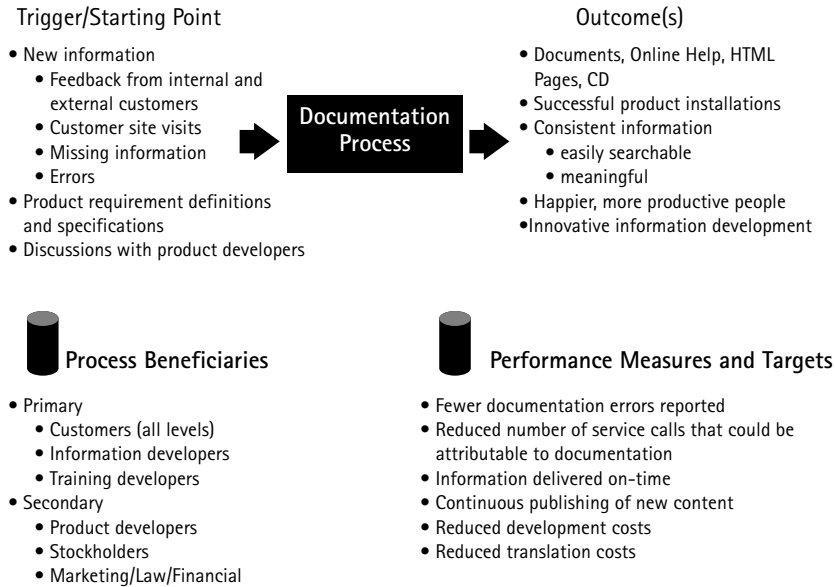 Trigger/Starting Point
• New information
• Feedback from internal and
external customers
• Customer site visits
• Missing information
• Errors
• Product requirement definitions
and specifications
• Discussions with product developers
Documentation
Process
Outcome(s)
• Documents, Online Help, HTML
Pages, CD
• Successful product installations
• Consistent information
• easily searchable
• meaningful
• Happier, more productive people
•Innovative information development
Process Beneficiaries
• Primary
• Customers (all levels)
• Information developers
• Training developers
• Secondary
• Product developers
• Stockholders
• Marketing/Law/Financial
Performance Measures and Targets
• Fewer documentation errors reported
• Reduced number of service calls that could be
attributable to documentation
• Information delivered on-time
• Continuous publishing of new content
• Reduced development costs
• Reduced translation costs